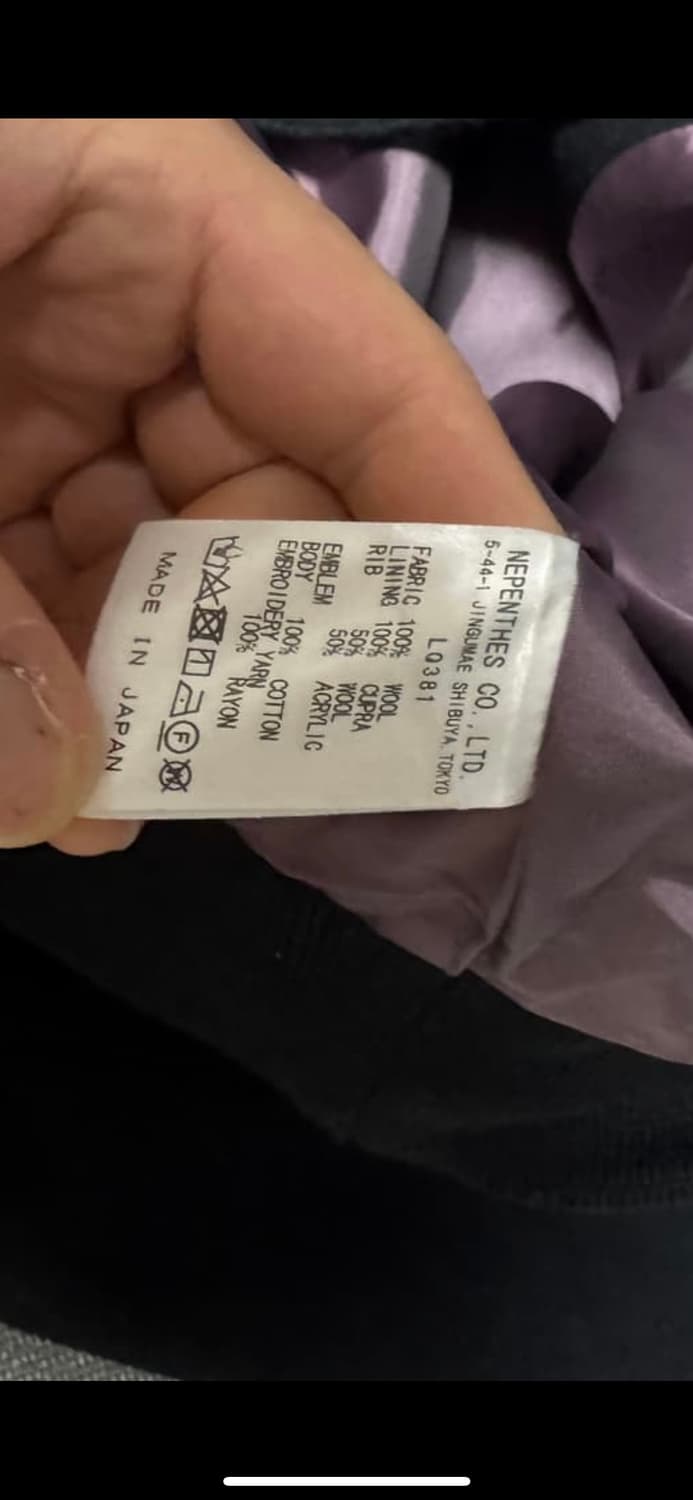 NEPENTHES CO.,LTD.
5-44-1 JINGUMAE SHIBUYA.TOKYO
LQ381
FABRIC 100% WOOL
LINING 100% CUPRA
RIB 50% WOOL
50% ACRYLIC
EMBLEM
BODY 100% COTTON
EMBROIDERY YARN
100% RAYON
F
W
MADE IN JAPAN